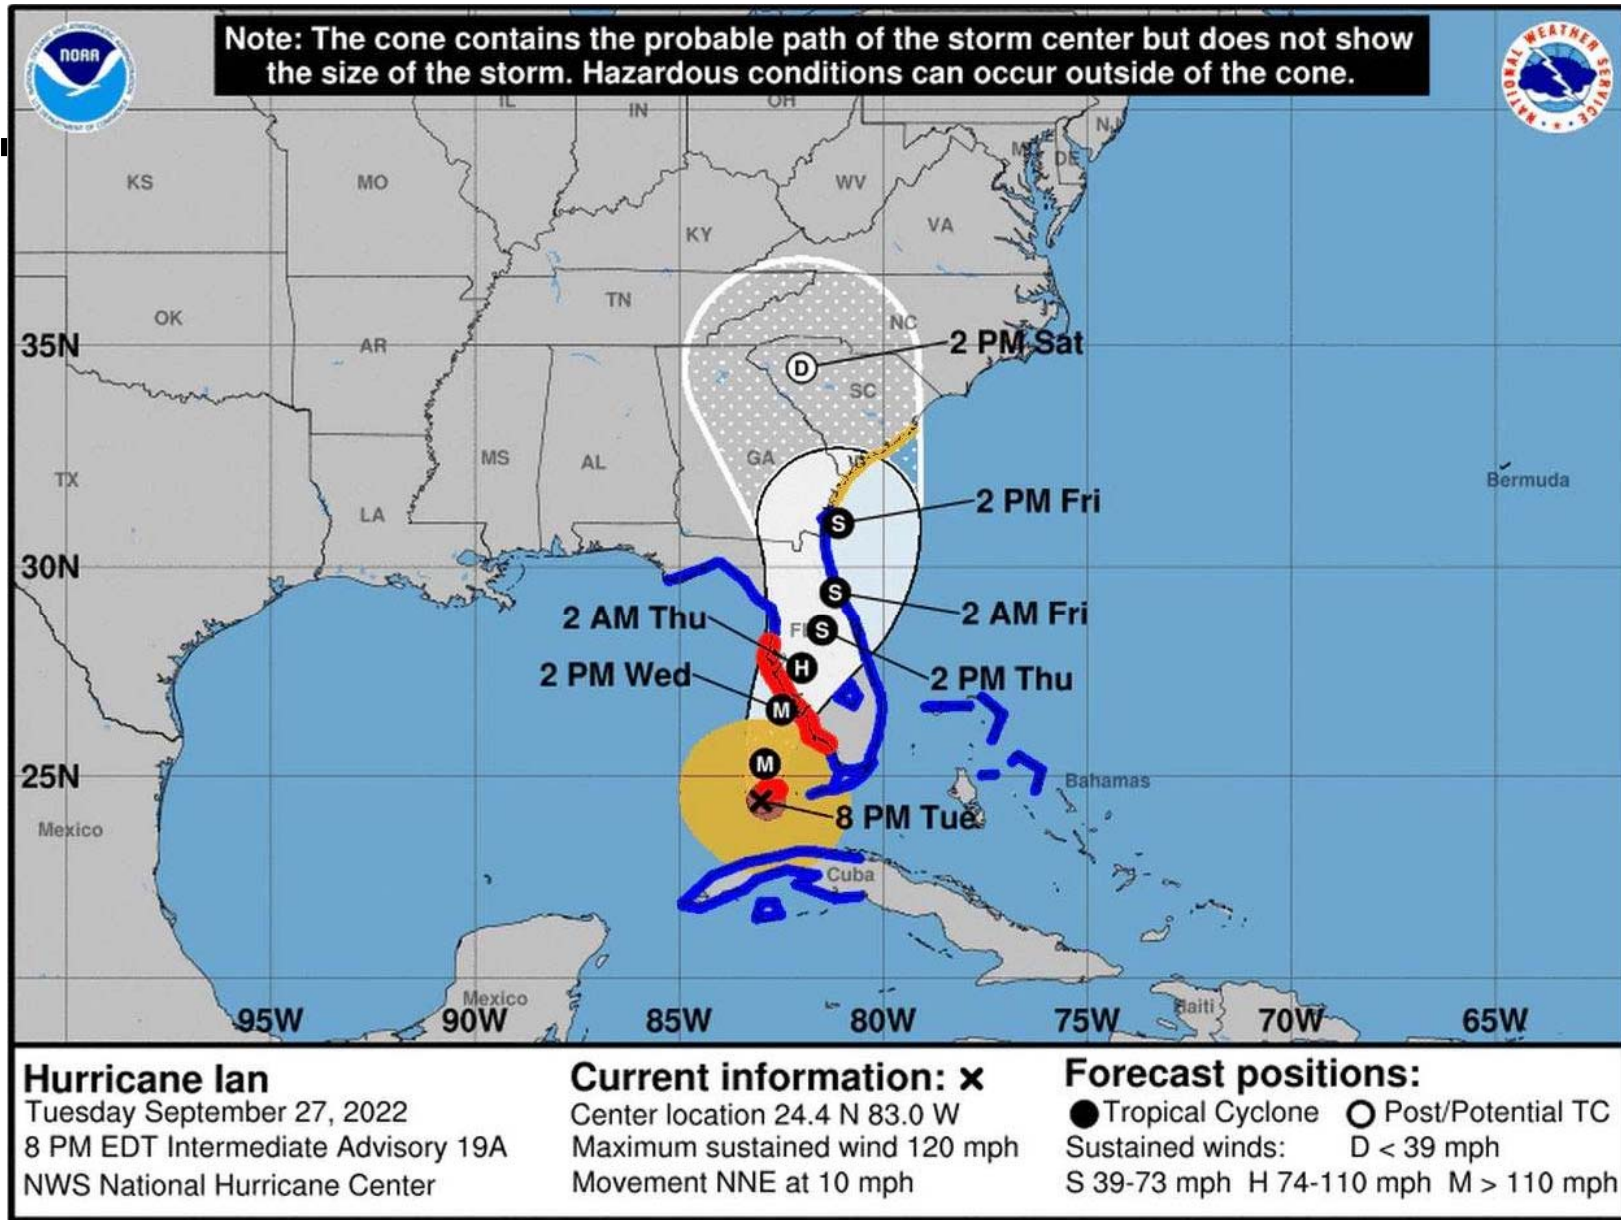 Note: The cone contains the probable path of the storm center but does not show
the size of the storm. Hazardous conditions can occur outside of the cone.
NOAA
NATIONAL WEATHER SERVICE
IL
IN
OH
NJ
DE
KS
MO
WV
VA
KY
OK
TN
NC
35N
AR
2 PM Sat
D
SC
TX
MS
AL
GA
Bermuda
LA
2 PM Fri
S
30N
S
2 AM Thu
2 AM Fri
FL
S
H
2 PM Wed
2 PM Thu
M
M
25N
Bahamas
Mexico
8 PM Tue
Cuba
Mexico
Haiti
95W
90W
85W
80W
75W
70W
65W
Hurricane Ian
Tuesday September 27, 2022
8 PM EDT Intermediate Advisory 19A
NWS National Hurricane Center
Current information: ×
Center location 24.4 N 83.0 W
Maximum sustained wind 120 mph
Movement NNE at 10 mph
Forecast positions:
● Tropical Cyclone ○ Post/Potential TC
Sustained winds: D < 39 mph
S 39-73 mph H 74-110 mph M > 110 mph